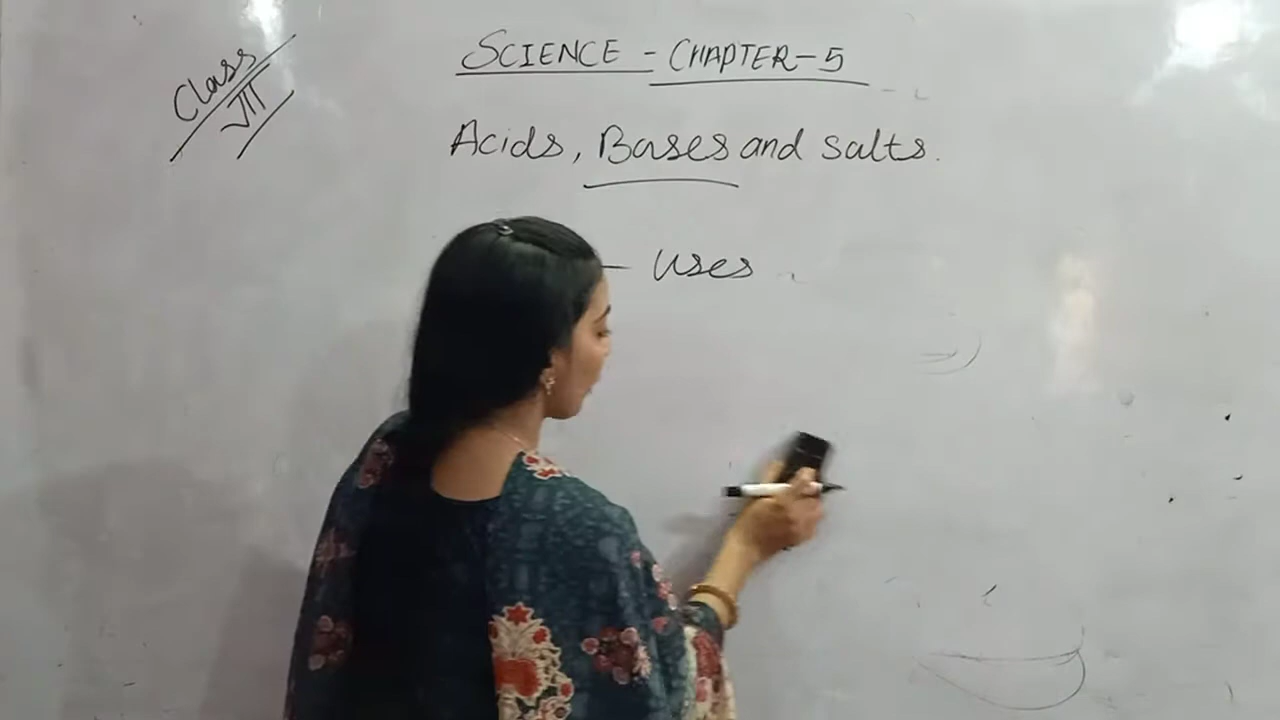 SCIENCE - CHAPTER-5
Class
VII
Acids, Bases and salts.
- uses